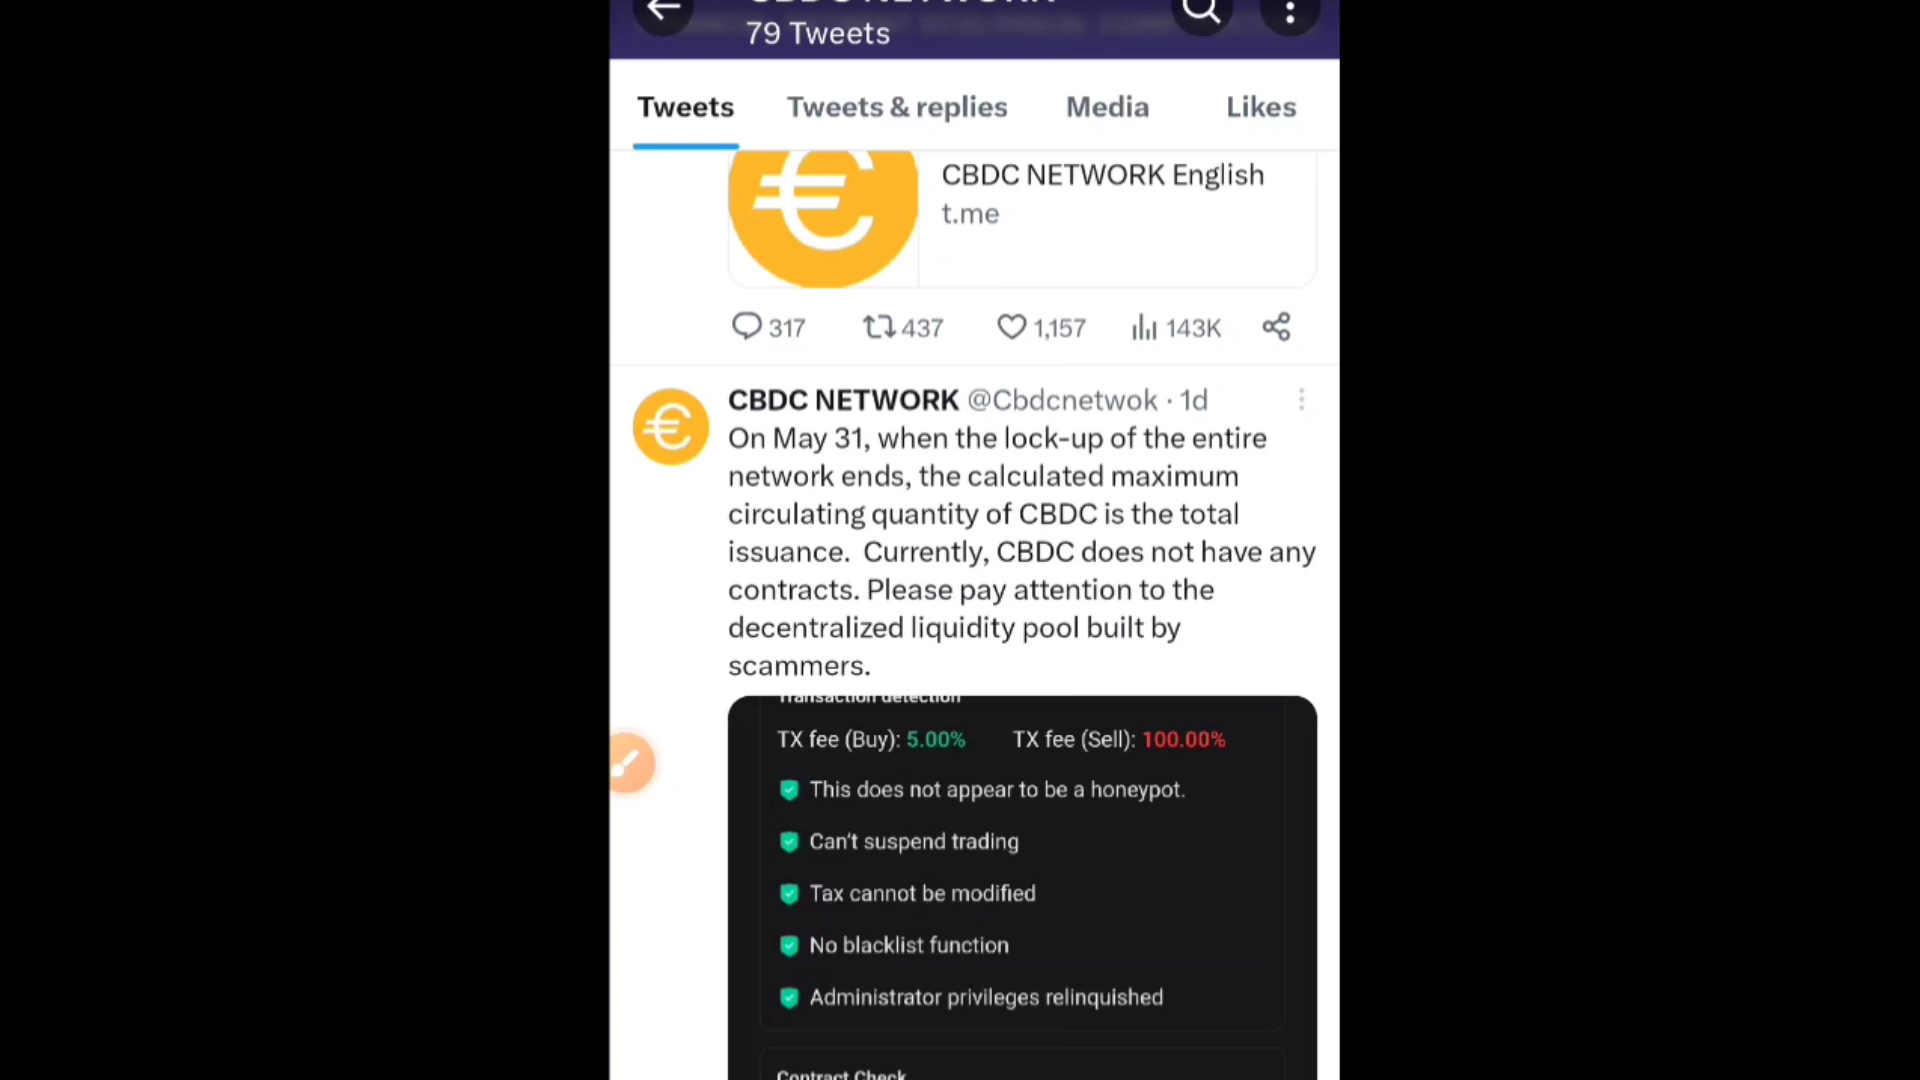 CBDC NETWORK
79 Tweets
Tweets Tweets & replies Media Likes
CBDC NETWORK English
t.me
317 437 1,157 143K
CBDC NETWORK @Cbdcnetwok · 1d
On May 31, when the lock-up of the entire
network ends, the calculated maximum
circulating quantity of CBDC is the total
issuance.  Currently, CBDC does not have any
contracts. Please pay attention to the
decentralized liquidity pool built by
scammers.
Transaction detection
TX fee (Buy): 5.00% TX fee (Sell): 100.00%
This does not appear to be a honeypot.
Can't suspend trading
Tax cannot be modified
No blacklist function
Administrator privileges relinquished
Contract Check